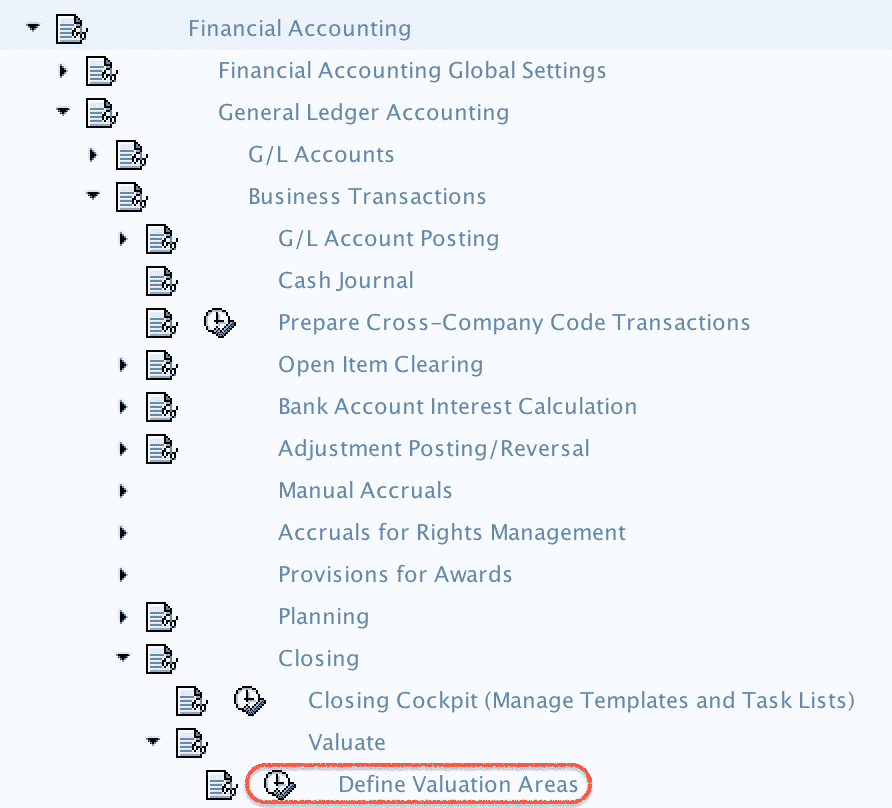 Financial Accounting
Financial Accounting Global Settings
General Ledger Accounting
G/L Accounts
Business Transactions
G/L Account Posting
Cash Journal
Prepare Cross-Company Code Transactions
Open Item Clearing
Bank Account Interest Calculation
Adjustment Posting/Reversal
Manual Accruals
Accruals for Rights Management
Provisions for Awards
Planning
Closing
Closing Cockpit (Manage Templates and Task Lists)
Valuate
Define Valuation Areas